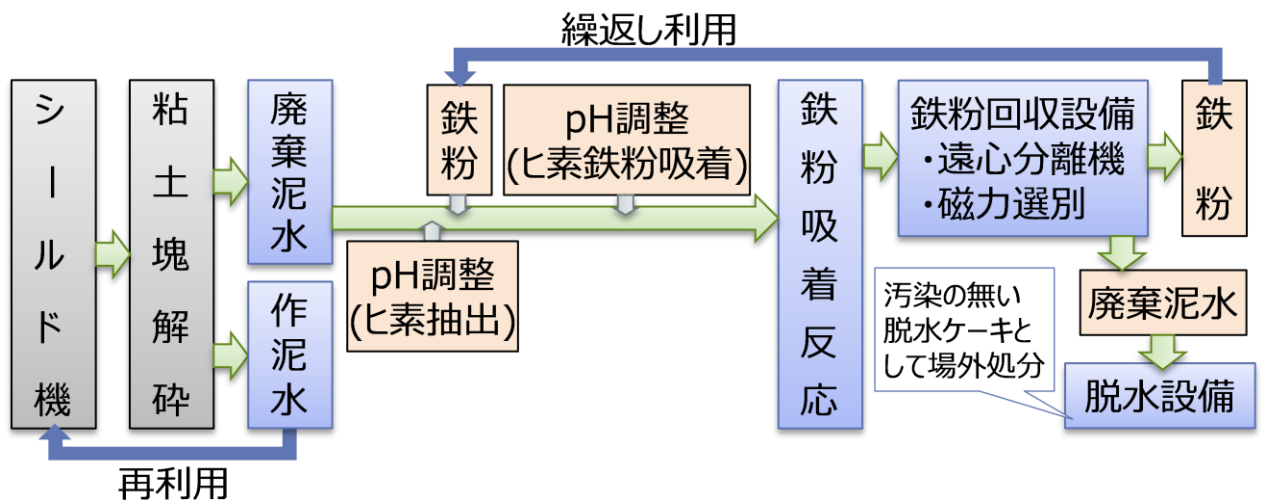 繰返し利用
シールド機
粘土塊解砕
廃棄泥水
作泥水
再利用
鉄粉
pH調整
(ヒ素鉄粉吸着)
pH調整
(ヒ素抽出)
鉄粉吸着反応
鉄粉回収設備
・遠心分離機
・磁力選別
鉄粉
廃棄泥水
脱水設備
汚染の無い
脱水ケーキと
して場外処分